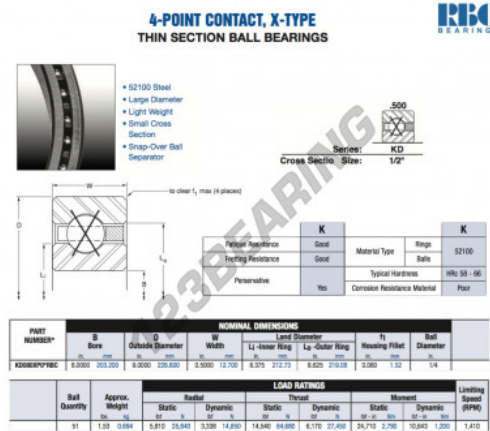 4-POINT CONTACT, X-TYPE
THIN SECTION BALL BEARINGS
RBC
BEARING
• 52100 Steel
• Large Diameter
• Light Weight
• Small Cross
Section
• Snap-Over Ball
Separator
.500
Series: KD
Cross Sectio Size: 1/2"
W
to clear f₁ max (4 places)
D
B
123BEARING
K K
Fatigue Resistance Good Material Type Rings 52100
Fretting Resistance Good Balls
Perservative Yes Typical Hardness HRc 58 - 66
Corrosion Resistance Material Poor
PART
NUMBER*
NOMINAL DIMENSIONS
B
Bore
D
Outside Diameter
W
Width
Land Diameter
Li -Inner Ring Lo -Outer Ring
f1
Housing Fillet
Ball
Diameter
in. mm in. mm in. mm in. mm in. mm in. mm in.
KD080XP0*RBC 8.0000 203.200 9.0000 228.600 0.5000 12.700 8.375 212.73 8.625 219.08 0.060 1.52 1/4
LOAD RATINGS
Ball
Quantity
Approx.
Weight
Radial Thrust Moment
Limiting
Speed
(RPM)
Static Dynamic Static Dynamic Static Dynamic
lbs. kg lbf N lbf N lbf N lbf N lbf - in Nm lbf - in Nm
51 1.53 0.694 5,810 25,840 3,338 14,850 14,540 64,660 6,170 27,450 24,710 2,790 10,643 1,200 1,410